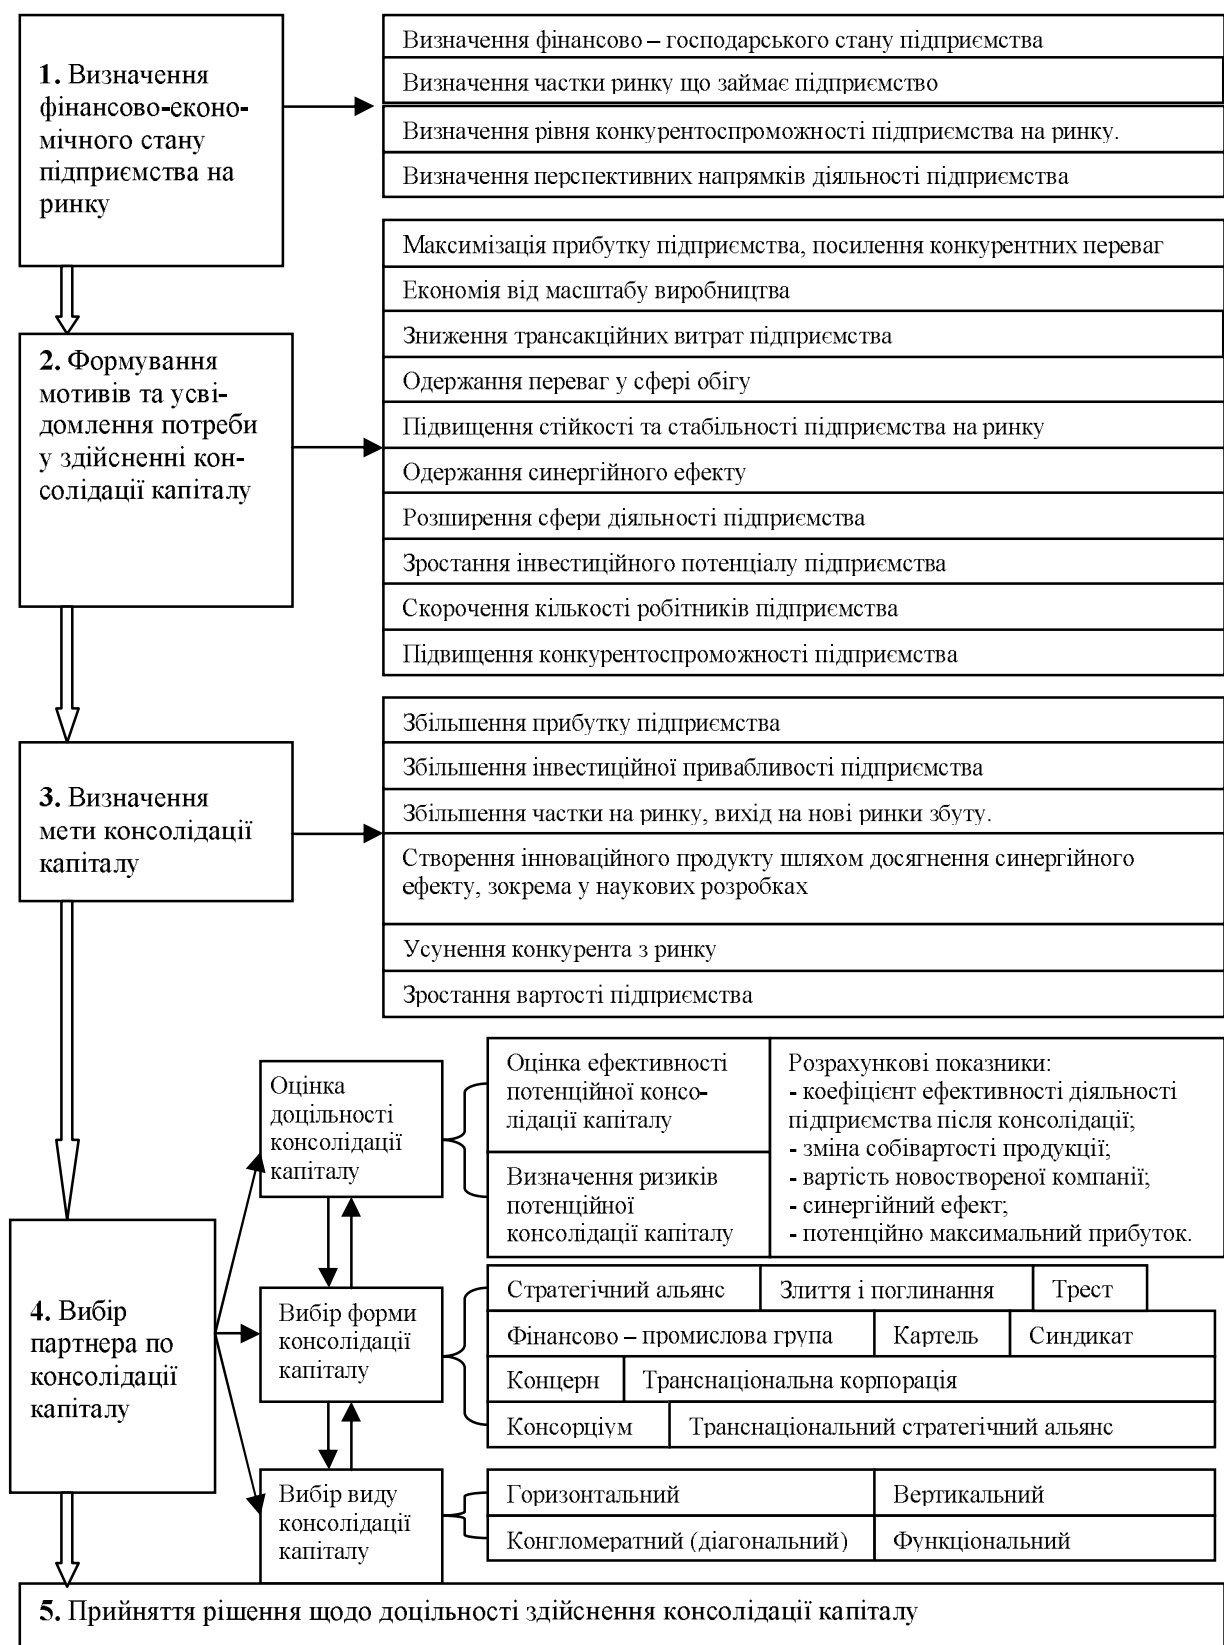 1. Визначення
фінансово-еконо-
мічного стану
підприємства на
ринку
Визначення фінансово – господарського стану підприємства
Визначення частки ринку що займає підприємство
Визначення рівня конкурентоспроможності підприємства на ринку.
Визначення перспективних напрямків діяльності підприємства
2. Формування
мотивів та усві-
домлення потреби
у здійсненні кон-
солідації капіталу
Максимізація прибутку підприємства, посилення конкурентних переваг
Економія від масштабу виробництва
Зниження трансакційних витрат підприємства
Одержання переваг у сфері обігу
Підвищення стійкості та стабільності підприємства на ринку
Одержання синергійного ефекту
Розширення сфери діяльності підприємства
Зростання інвестиційного потенціалу підприємства
Скорочення кількості робітників підприємства
Підвищення конкурентоспроможності підприємства
3. Визначення
мети консолідації
капіталу
Збільшення прибутку підприємства
Збільшення інвестиційної привабливості підприємства
Збільшення частки на ринку, вихід на нові ринки збуту.
Створення інноваційного продукту шляхом досягнення синергійного
ефекту, зокрема у наукових розробках
Усунення конкурента з ринку
Зростання вартості підприємства
4. Вибір
партнера по
консолідації
капіталу
Оцінка
доцільності
консолідації
капіталу
Оцінка ефективності
потенційної консо-
лідації капіталу
Визначення ризиків
потенційної
консолідації капіталу
Розрахункові показники:
- коефіцієнт ефективності діяльності
підприємства після консолідації;
- зміна собівартості продукції;
- вартість новоствореної компанії;
- синергійний ефект;
- потенційно максимальний прибуток.
Вибір форми
консолідації
капіталу
Стратегічний альянс Злиття і поглинання Трест
Фінансово – промислова група Картель Синдикат
Концерн Транснаціональна корпорація
Консорціум Транснаціональний стратегічний альянс
Вибір виду
консолідації
капіталу
Горизонтальний Вертикальний
Конгломератний (діагональний) Функціональний
5. Прийняття рішення щодо доцільності здійснення консолідації капіталу